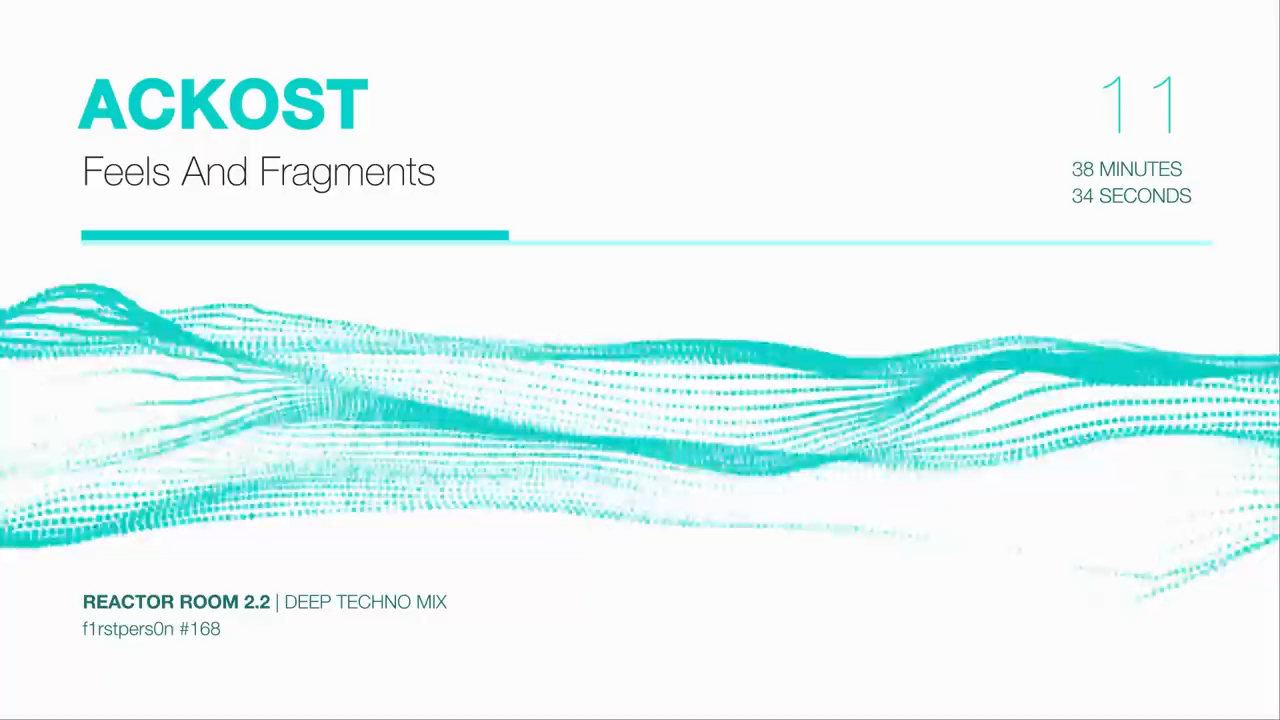 ACKOST
Feels And Fragments
11
38 MINUTES
34 SECONDS
REACTOR ROOM 2.2 | DEEP TECHNO MIX
f1rstpers0n #168